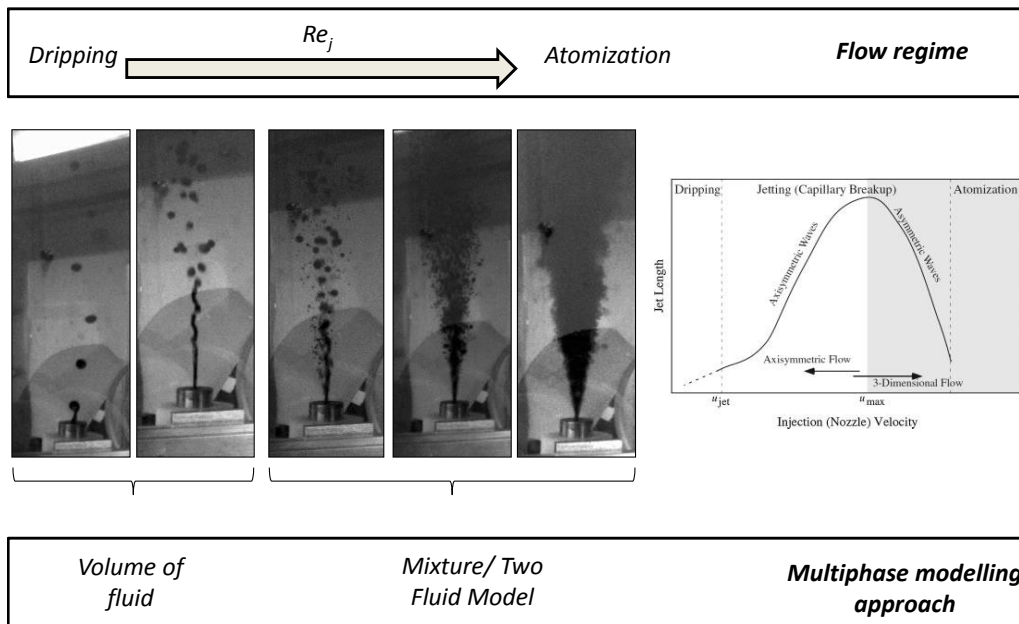 Dripping
Re_j
Atomization
Flow regime
Dripping
Jetting (Capillary Breakup)
Atomization
Axisymmetric Waves
Asymmetric Waves
Jet Length
Axisymmetric Flow
3-Dimensional Flow
u_jet
u_max
Injection (Nozzle) Velocity
Volume of
fluid
Mixture/ Two
Fluid Model
Multiphase modelling
approach